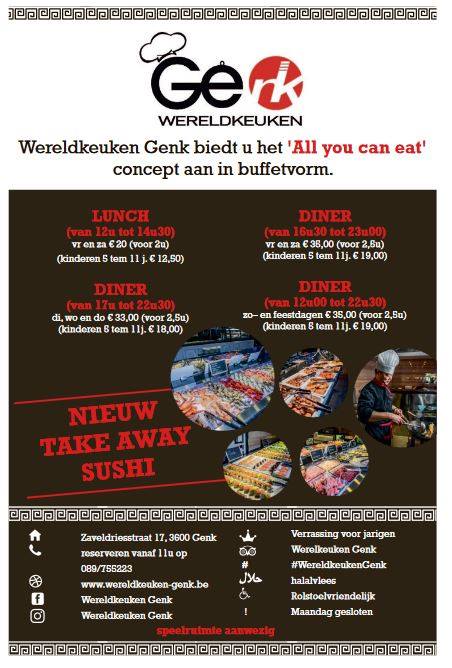 Genk
WERELDKEUKEN
Wereldkeuken Genk biedt u het 'All you can eat'
concept aan in buffetvorm.
LUNCH
(van 12u tot 14u30)
vr en za € 20 (voor 2u)
(kinderen 5 tem 11 j. € 12,50)
DINER
(van 16u30 tot 23u00)
vr en za € 35,00 (voor 2,5u)
(kinderen 5 tem 11 j. € 19,00)
DINER
(van 17u tot 22u30)
di, wo en do € 33,00 (voor 2,5u)
(kinderen 5 tem 11j. € 18,00)
DINER
(van 12u00 tot 22u30)
zo– en feestdagen € 35,00 (voor 2,5u)
(kinderen 5 tem 11j. € 19,00)
NIEUW
TAKE AWAY
SUSHI
Zaveldriesstraat 17, 3600 Genk
reserveren vanaf 11u op
089/755223
www.wereldkeuken-genk.be
Wereldkeuken Genk
Wereldkeuken Genk
Verrassing voor jarigen
Werelkeuken Genk
# #WereldkeukenGenk
حلال halalvlees
Rolstoelvriendelijk
! Maandag gesloten
speelruimte aanwezig